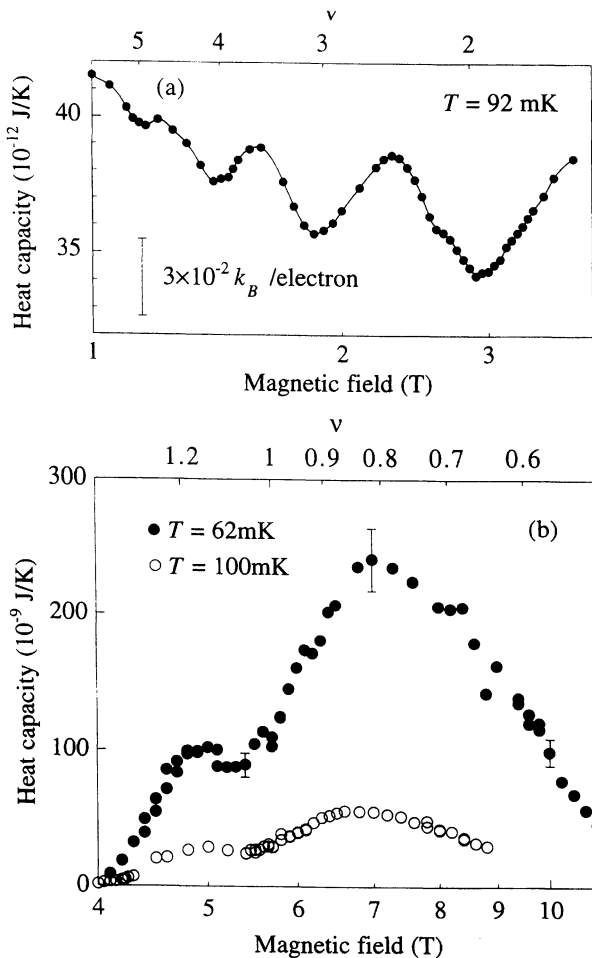 ν
5 4 3 2
(a)
T = 92 mK
40
35
Heat capacity (10⁻¹² J/K)
3×10⁻² k_B /electron
1 2 3
Magnetic field (T)
ν
1.2 1 0.9 0.8 0.7 0.6
300
200
100
0
Heat capacity (10⁻⁹ J/K)
T = 62mK
T = 100mK
(b)
4 5 6 7 8 9 10
Magnetic field (T)